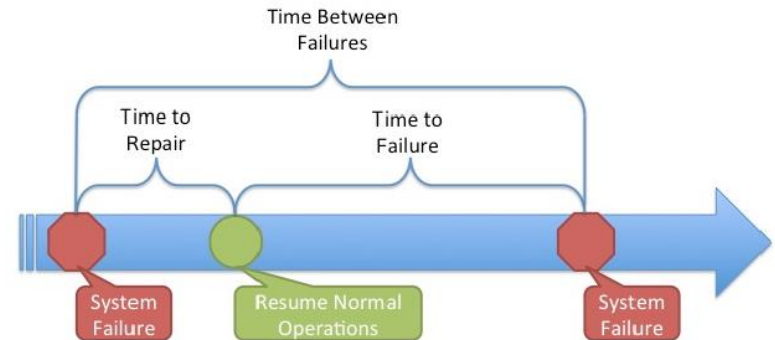 Time Between
Failures
Time to
Repair
Time to
Failure
System
Failure
Resume Normal
Operations
System
Failure